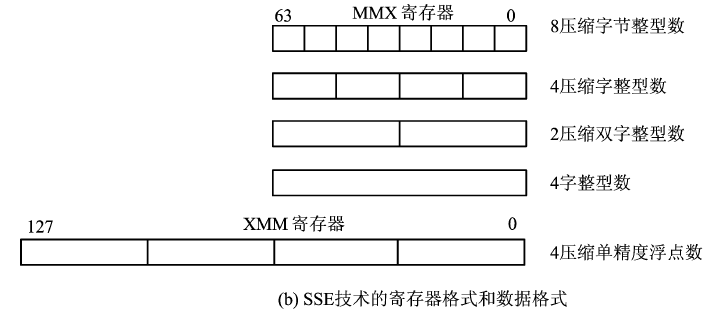 63 MMX 寄存器 0
8压缩字节整型数
4压缩字整型数
2压缩双字整型数
4字整型数
127 XMM 寄存器 0
4压缩单精度浮点数
(b) SSE技术的寄存器格式和数据格式